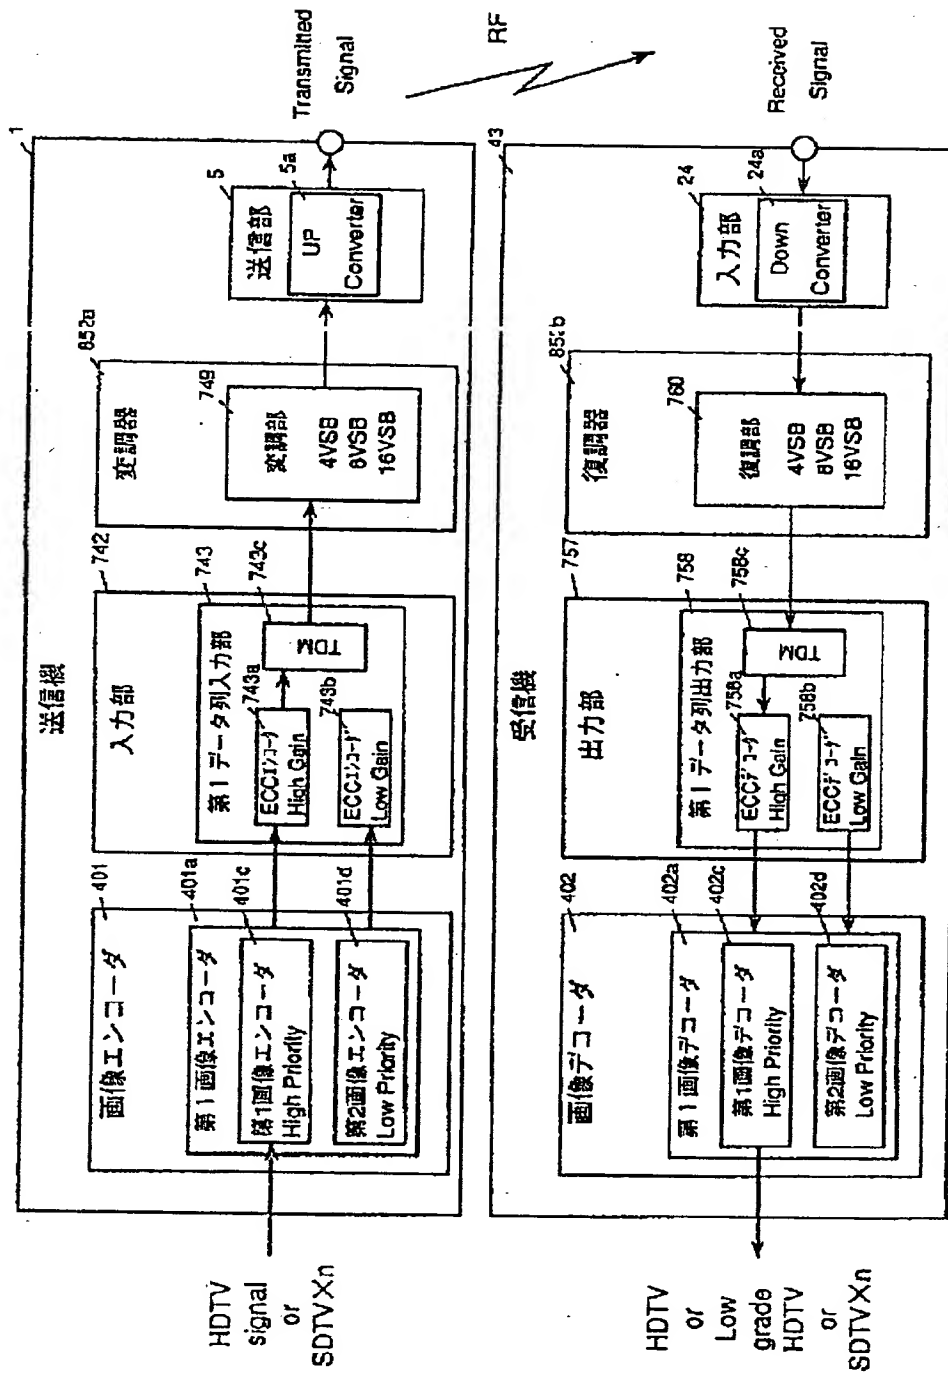 HDTV
signal
or
SDTVXn
送信機
1
画像エンコーダ
401
第1画像エンコーダ
401a
第1画像エンコーダ
High Priority
401c
第2画像エンコーダ
Low Priority
401d
入力部
742
第1データ列入力部
743
ECCエンコーダ
High Gain
743a
ECCエンコーダ
Low Gain
743b
TDM
743c
変調器
852a
変調部
749
4VSB
8VSB
16VSB
送信部
5
UP
Converter
5a
Transmitted
Signal
RF
HDTV
or
Low
grade
HDTV
or
SDTVXn
受信機
43
画像デコーダ
402
第1画像デコーダ
402a
第1画像デコーダ
High Priority
402c
第2画像デコーダ
Low Priority
402d
出力部
757
第1データ列出力部
758
ECCデコーダ
High Gain
758a
ECCデコーダ
Low Gain
758b
TDM
758c
復調器
852b
復調部
760
4VSB
8VSB
16VSB
入力部
24
Down
Converter
24a
Received
Signal